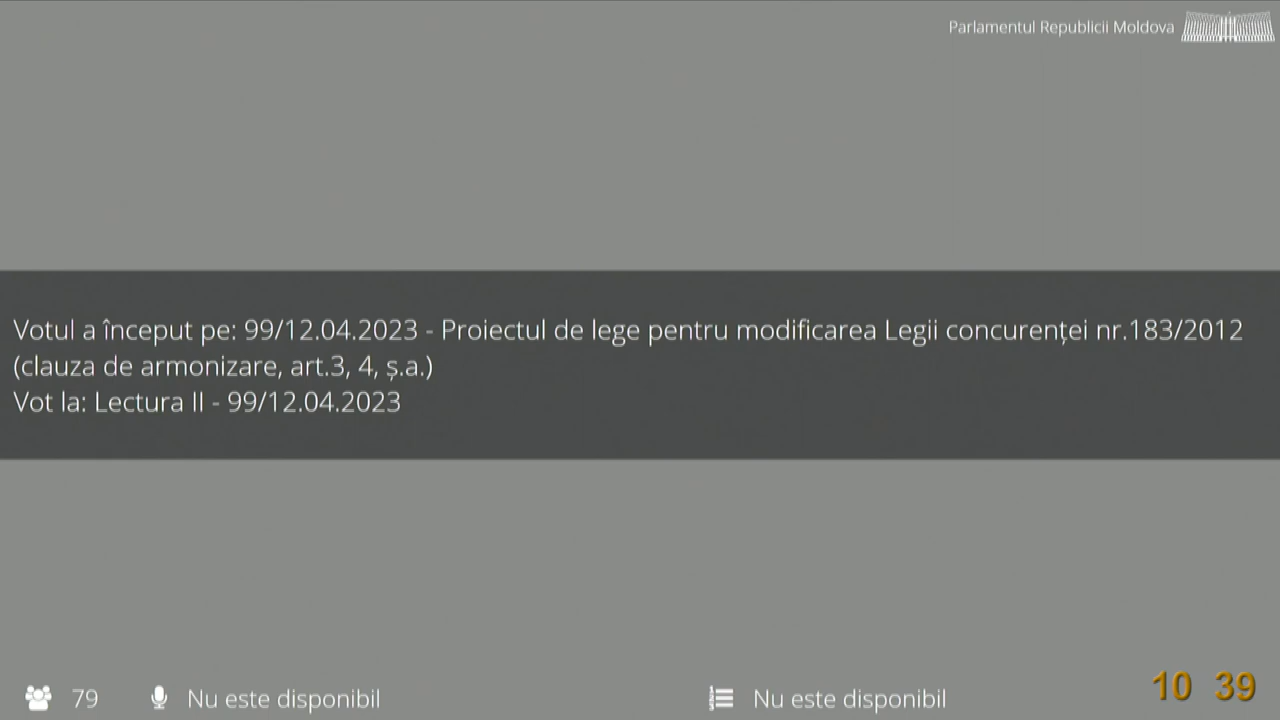 Parlamentul Republicii Moldova
Votul a început pe: 99/12.04.2023 - Proiectul de lege pentru modificarea Legii concurenței nr.183/2012
(clauza de armonizare, art.3, 4, ș.a.)
Vot la: Lectura II - 99/12.04.2023
79 Nu este disponibil Nu este disponibil 10 39